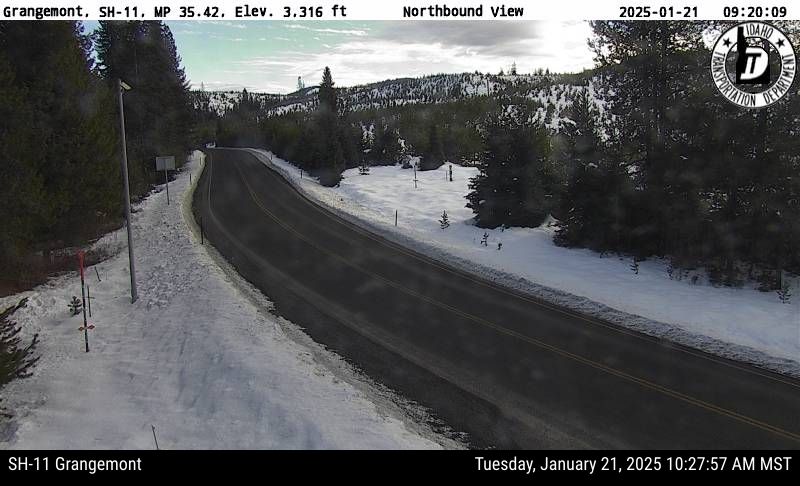 Grangemont, SH-11, MP 35.42, Elev. 3,316 ft Northbound View 2025-01-21 09:20:09
IDAHO
TRANSPORTATION DEPARTMENT
SH-11 Grangemont Tuesday, January 21, 2025 10:27:57 AM MST